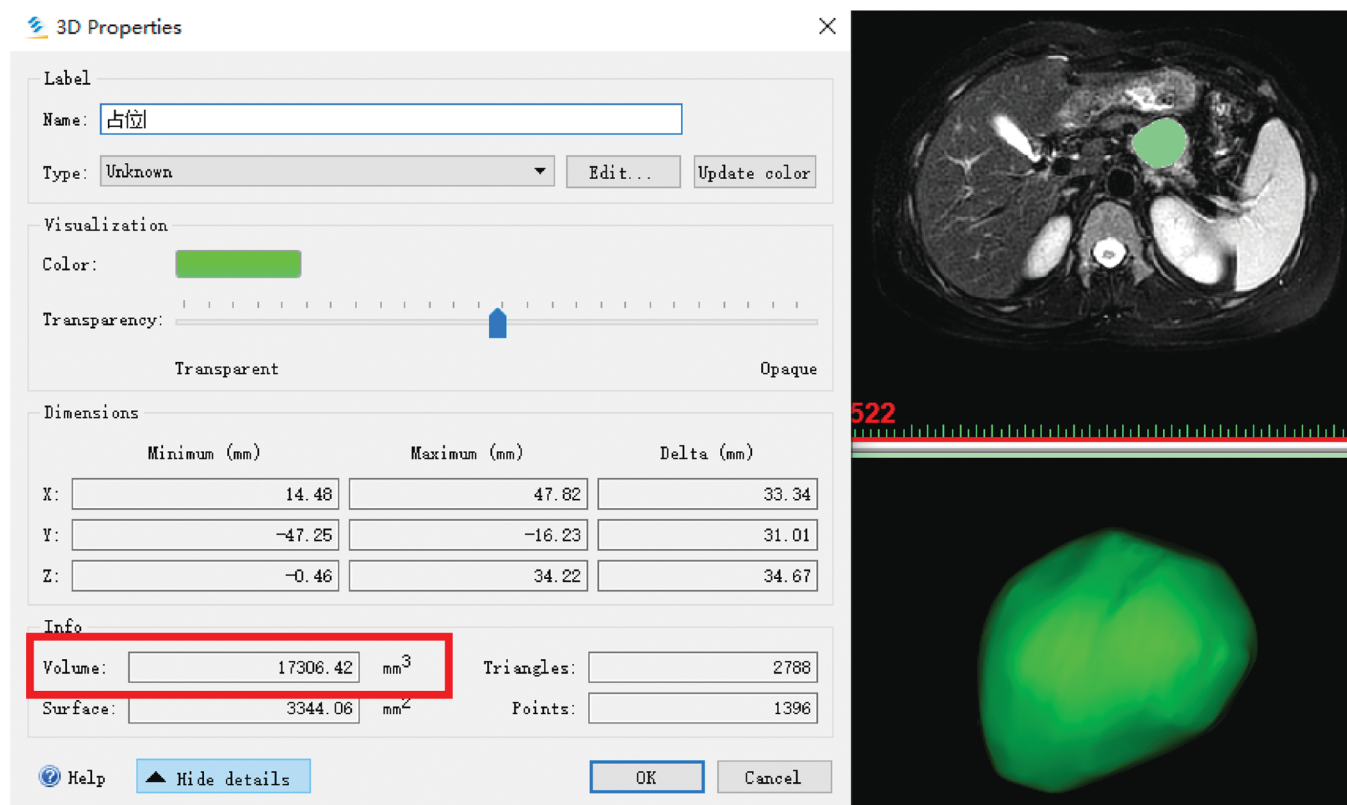 3D Properties
Label
Name: 占位
Type: Unknown Edit... Update color
Visualization
Color:
Transparency:
Transparent Opaque
Dimensions
Minimum (mm) Maximum (mm) Delta (mm)
X: 14.48 47.82 33.34
Y: -47.25 -16.23 31.01
Z: -0.46 34.22 34.67
Info
Volume: 17306.42 mm3 Triangles: 2788
Surface: 3344.06 mm2 Points: 1396
Help Hide details OK Cancel
522